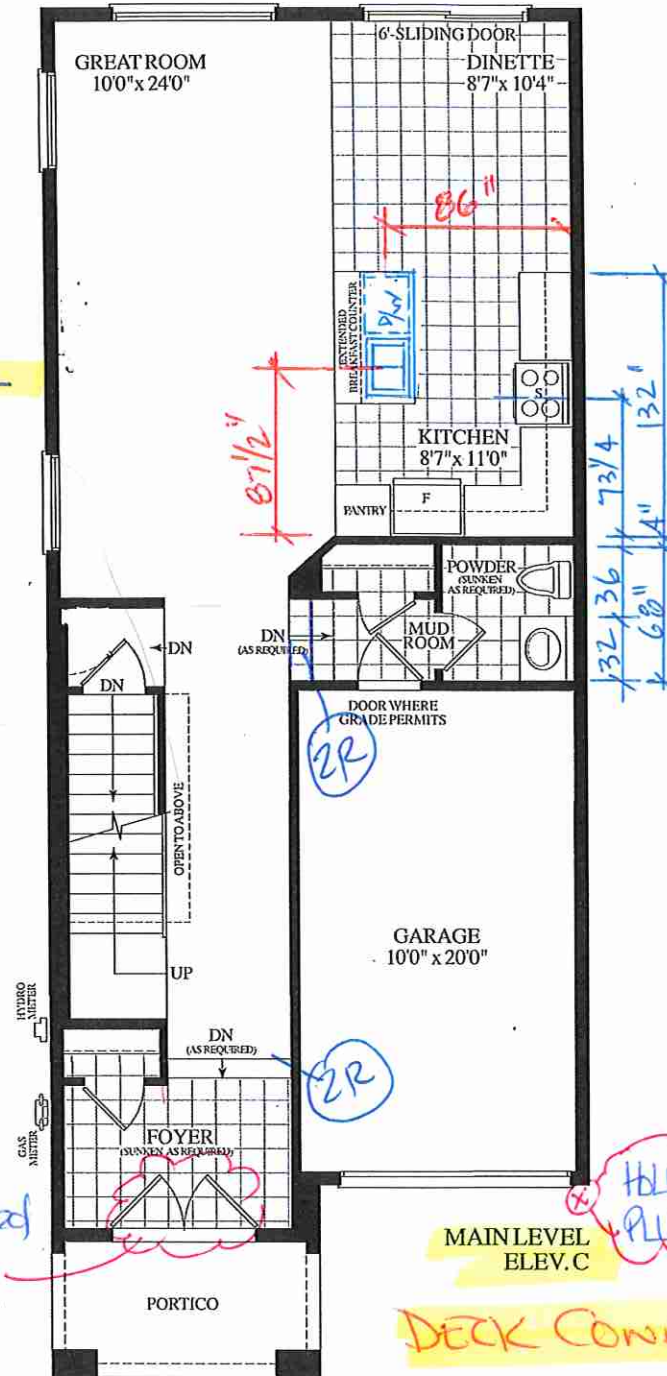 6'-SLIDING DOOR
GREAT ROOM
10'0" x 24'0"
DINETTE
8'7" x 10'4"
86"
EXTENDED
BREAKFAST COUNTER
D/W
S
132"
87 1/2"
KITCHEN
8'7" x 11'0"
73 1/4
PANTRY
F
4"
POWDER
(SUNKEN
AS REQUIRED)
36
68"
32
DN
(AS REQUIRED)
MUD
ROOM
DN
DN
DOOR WHERE
GRADE PERMITS
2R
OPEN TO ABOVE
GARAGE
10'0" x 20'0"
UP
HYDRO
METER
DN
(AS REQUIRED)
2R
GAS
METER
FOYER
(SUNKEN AS REQUIRED)
MAIN LEVEL
ELEV. C
PORTICO
DECK